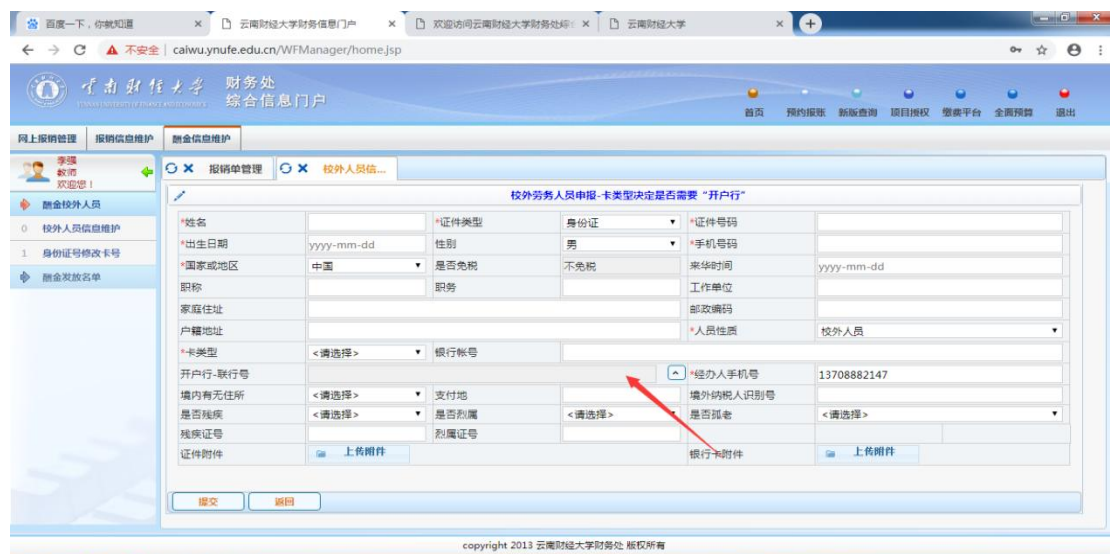 百度一下，你就知道 云南财经大学财务信息门户 欢迎访问云南财经大学财务处综 云南财经大学
不安全 caiwu.ynufe.edu.cn/WFManager/home.jsp
云南财经大学 财务处
综合信息门户
首页 预约报账 新版查询 项目授权 缴费平台 全面预算 退出
网上报销管理 报销信息维护 酬金信息维护
李强
教师
欢迎您！
报销单管理 校外人员信...
酬金校外人员
0 校外人员信息维护
1 身份证号修改卡号
酬金发放名单
校外劳务人员申报-卡类型决定是否需要“开户行”
*姓名 *证件类型 身份证 *证件号码
*出生日期 yyyy-mm-dd 性别 男 *手机号码
*国家或地区 中国 是否免税 不免税 来华时间 yyyy-mm-dd
职称 职务 工作单位
家庭住址 邮政编码
户籍地址 *人员性质 校外人员
*卡类型 <请选择> 银行帐号
开户行-联行号 *经办人手机号 13708882147
境内有无住所 <请选择> 支付地 境外纳税人识别号
是否残疾 <请选择> 是否烈属 <请选择> 是否孤老 <请选择>
残疾证号 烈属证号
证件附件 上传附件 银行卡附件 上传附件
提交 返回
copyright 2013 云南财经大学财务处 版权所有